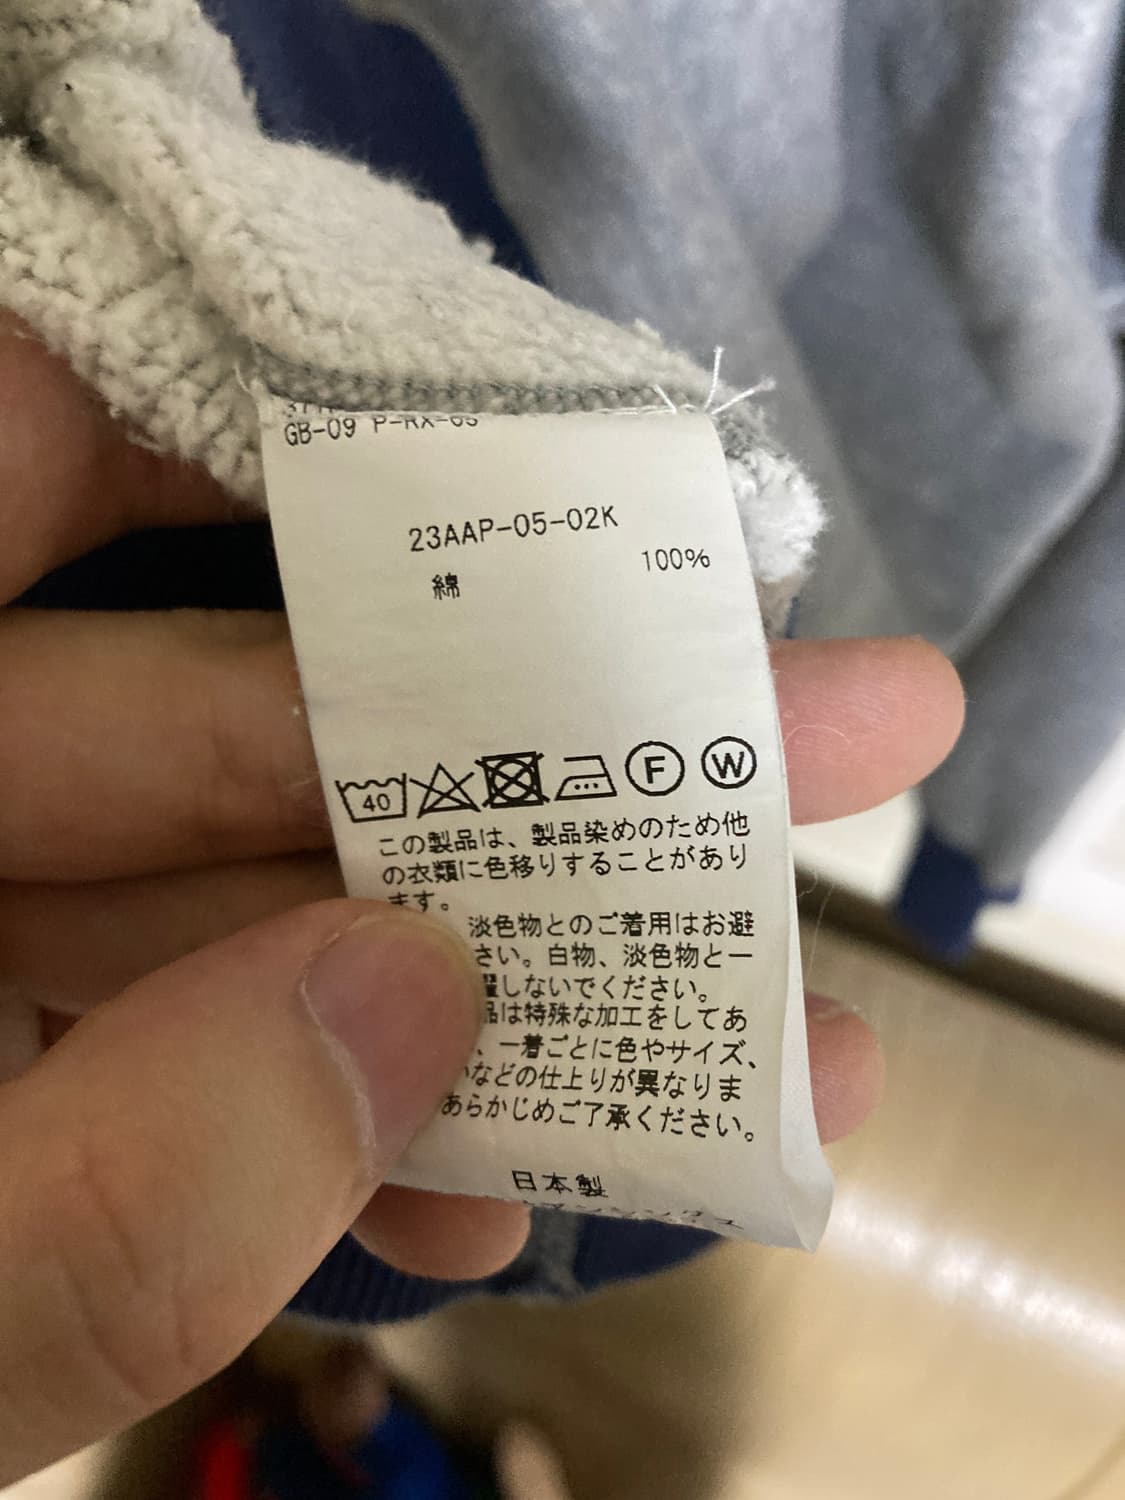 GB-09 P-RX-65
23AAP-05-02K
綿 100%
40
F W
この製品は、製品染めのため他
の衣類に色移りすることがあり
ます。
淡色物とのご着用はお避
さい。白物、淡色物と一
しないでください。
品は特殊な加工をしてあ
、一着ごとに色やサイズ、
などの仕上りが異なりま
あらかじめご了承ください。
日本製